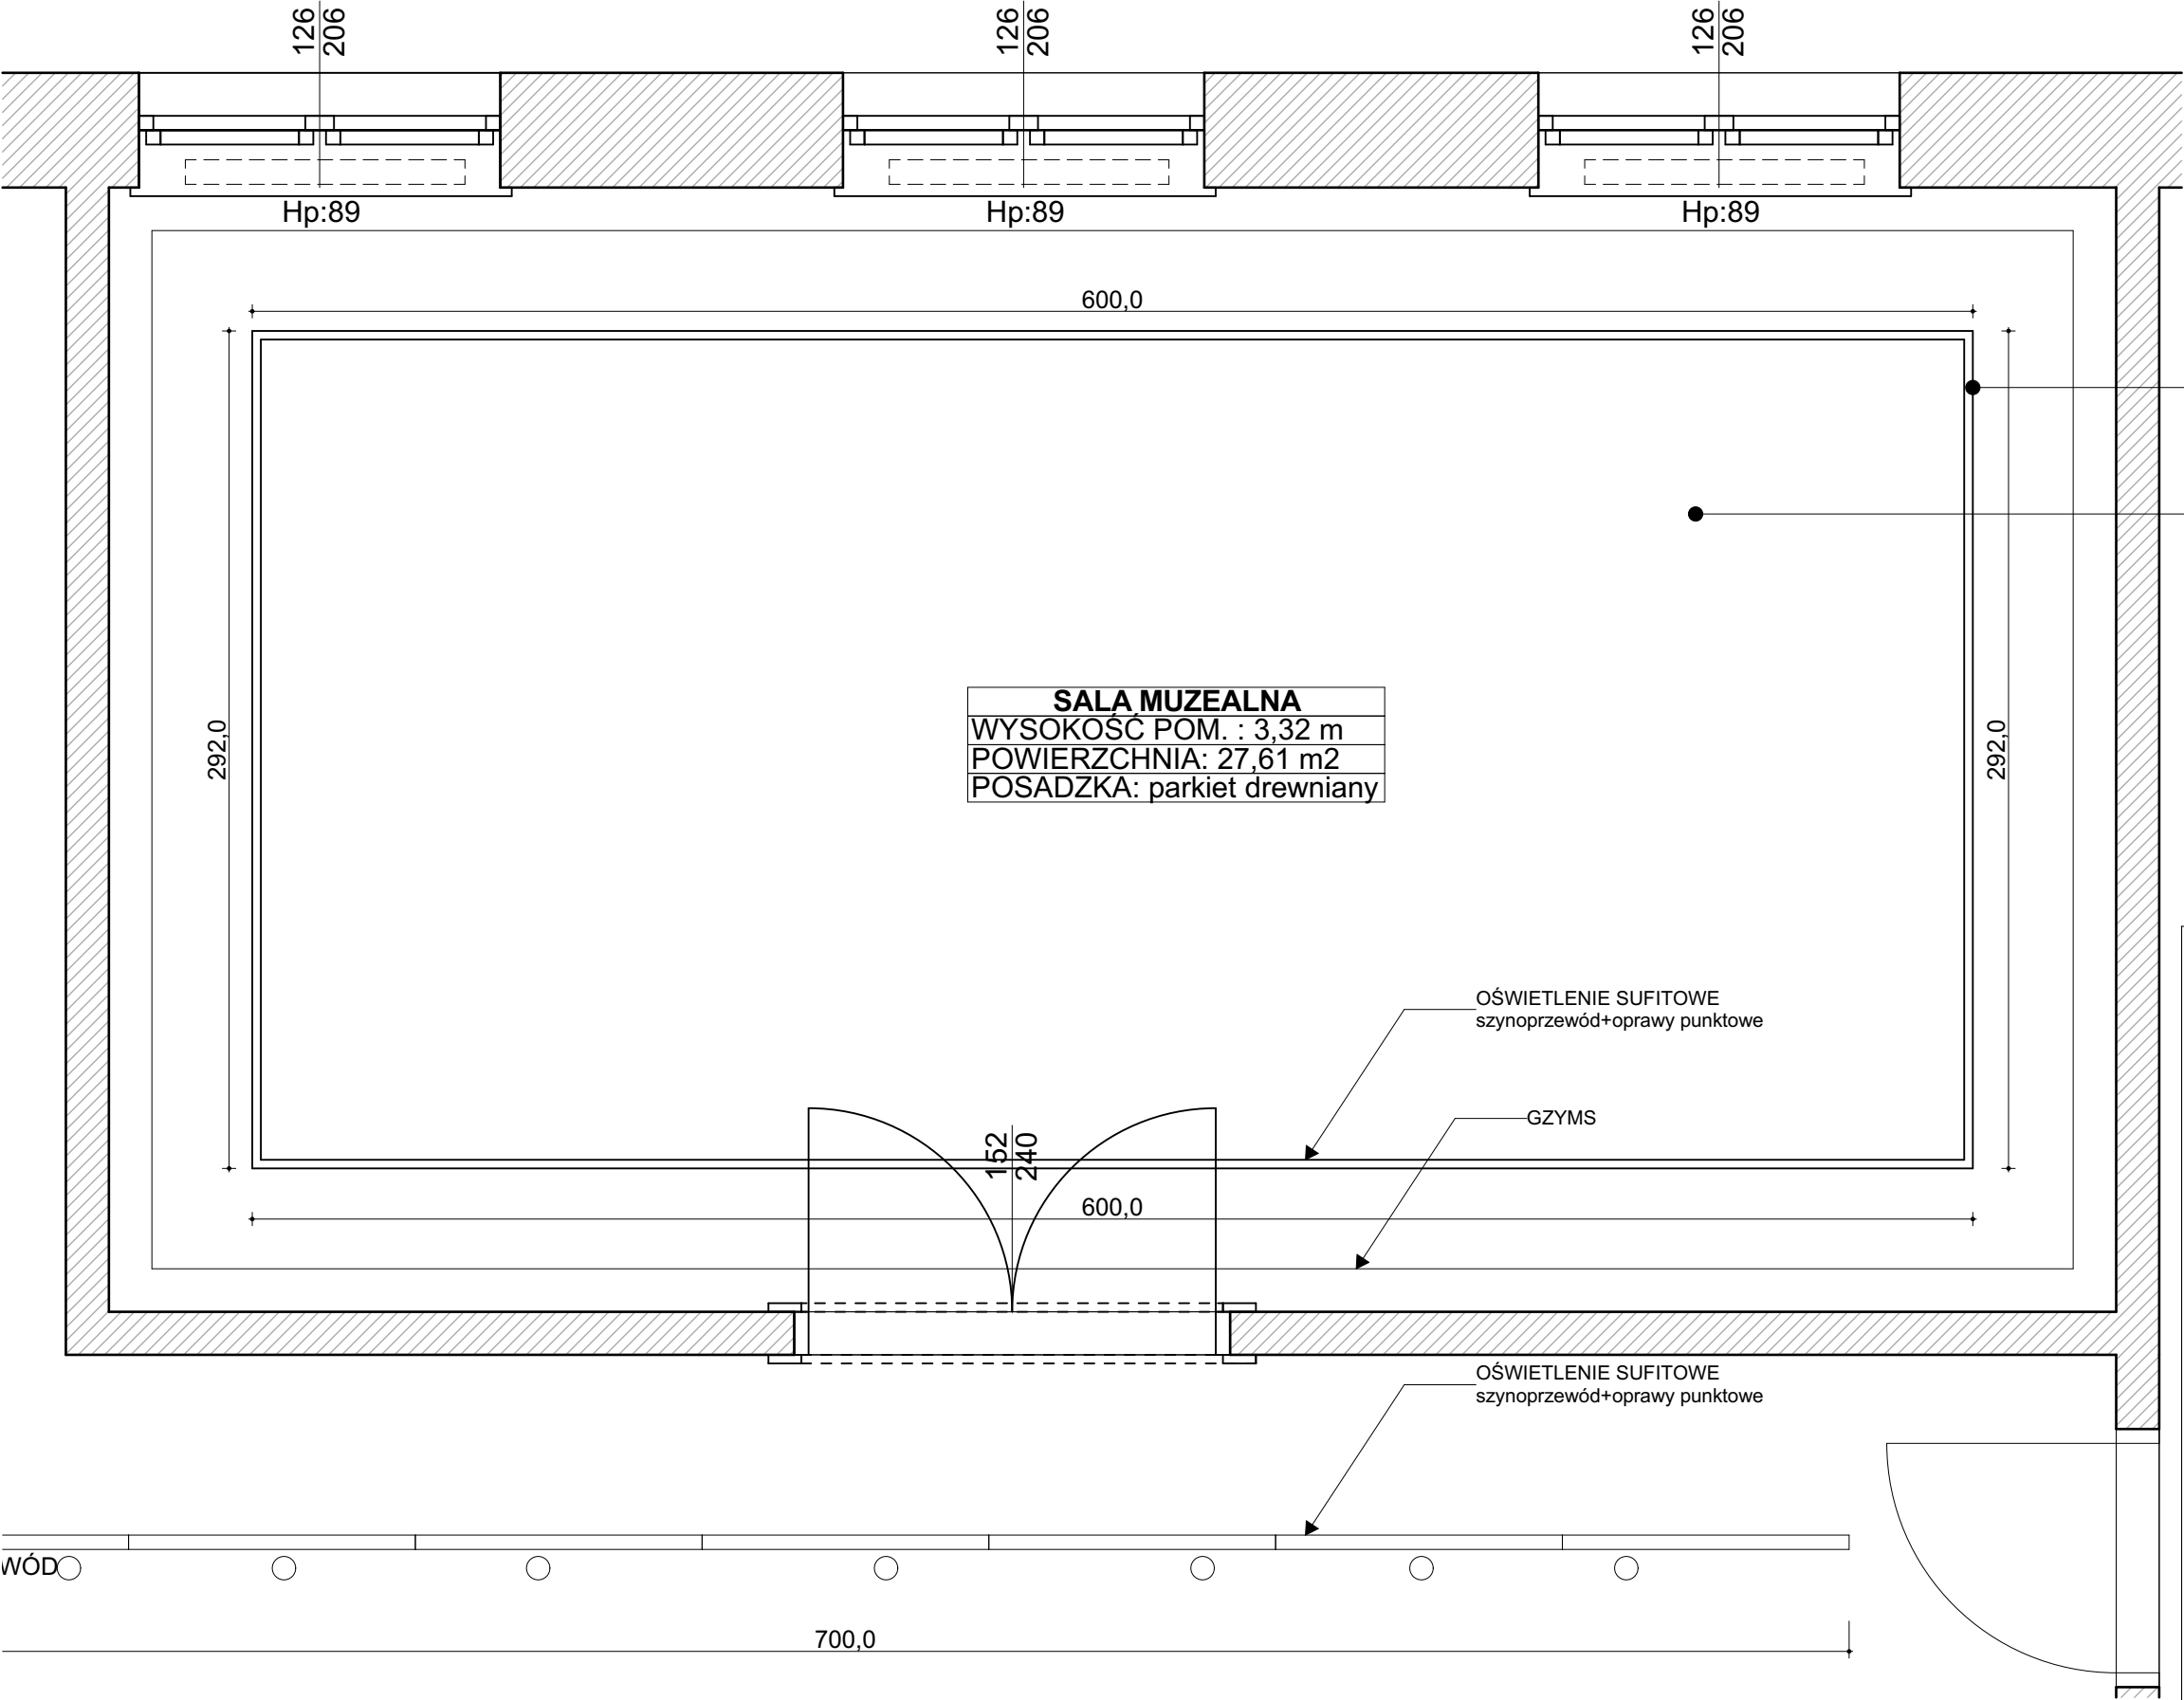 126
206
126
206
126
206
Hp:89
Hp:89
Hp:89
600,0
292,0
292,0
SALA MUZEALNA
WYSOKOŚĆ POM. : 3,32 m
POWIERZCHNIA: 27,61 m2
POSADZKA: parkiet drewniany
OŚWIETLENIE SUFITOWE
szynoprzewód+oprawy punktowe
GZYMS
152
240
600,0
OŚWIETLENIE SUFITOWE
szynoprzewód+oprawy punktowe
WÓD
700,0